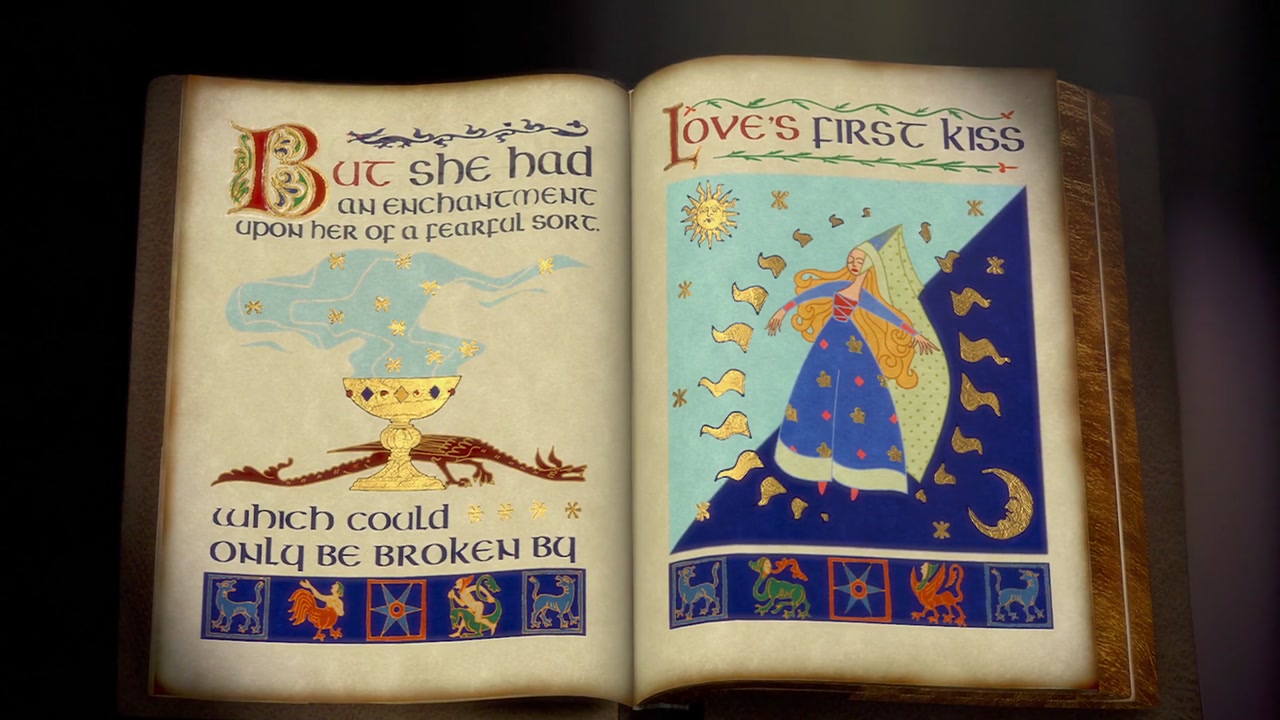 But she had
an enchantment
upon her of a fearful sort.
which could
only be broken by
Love's first kiss